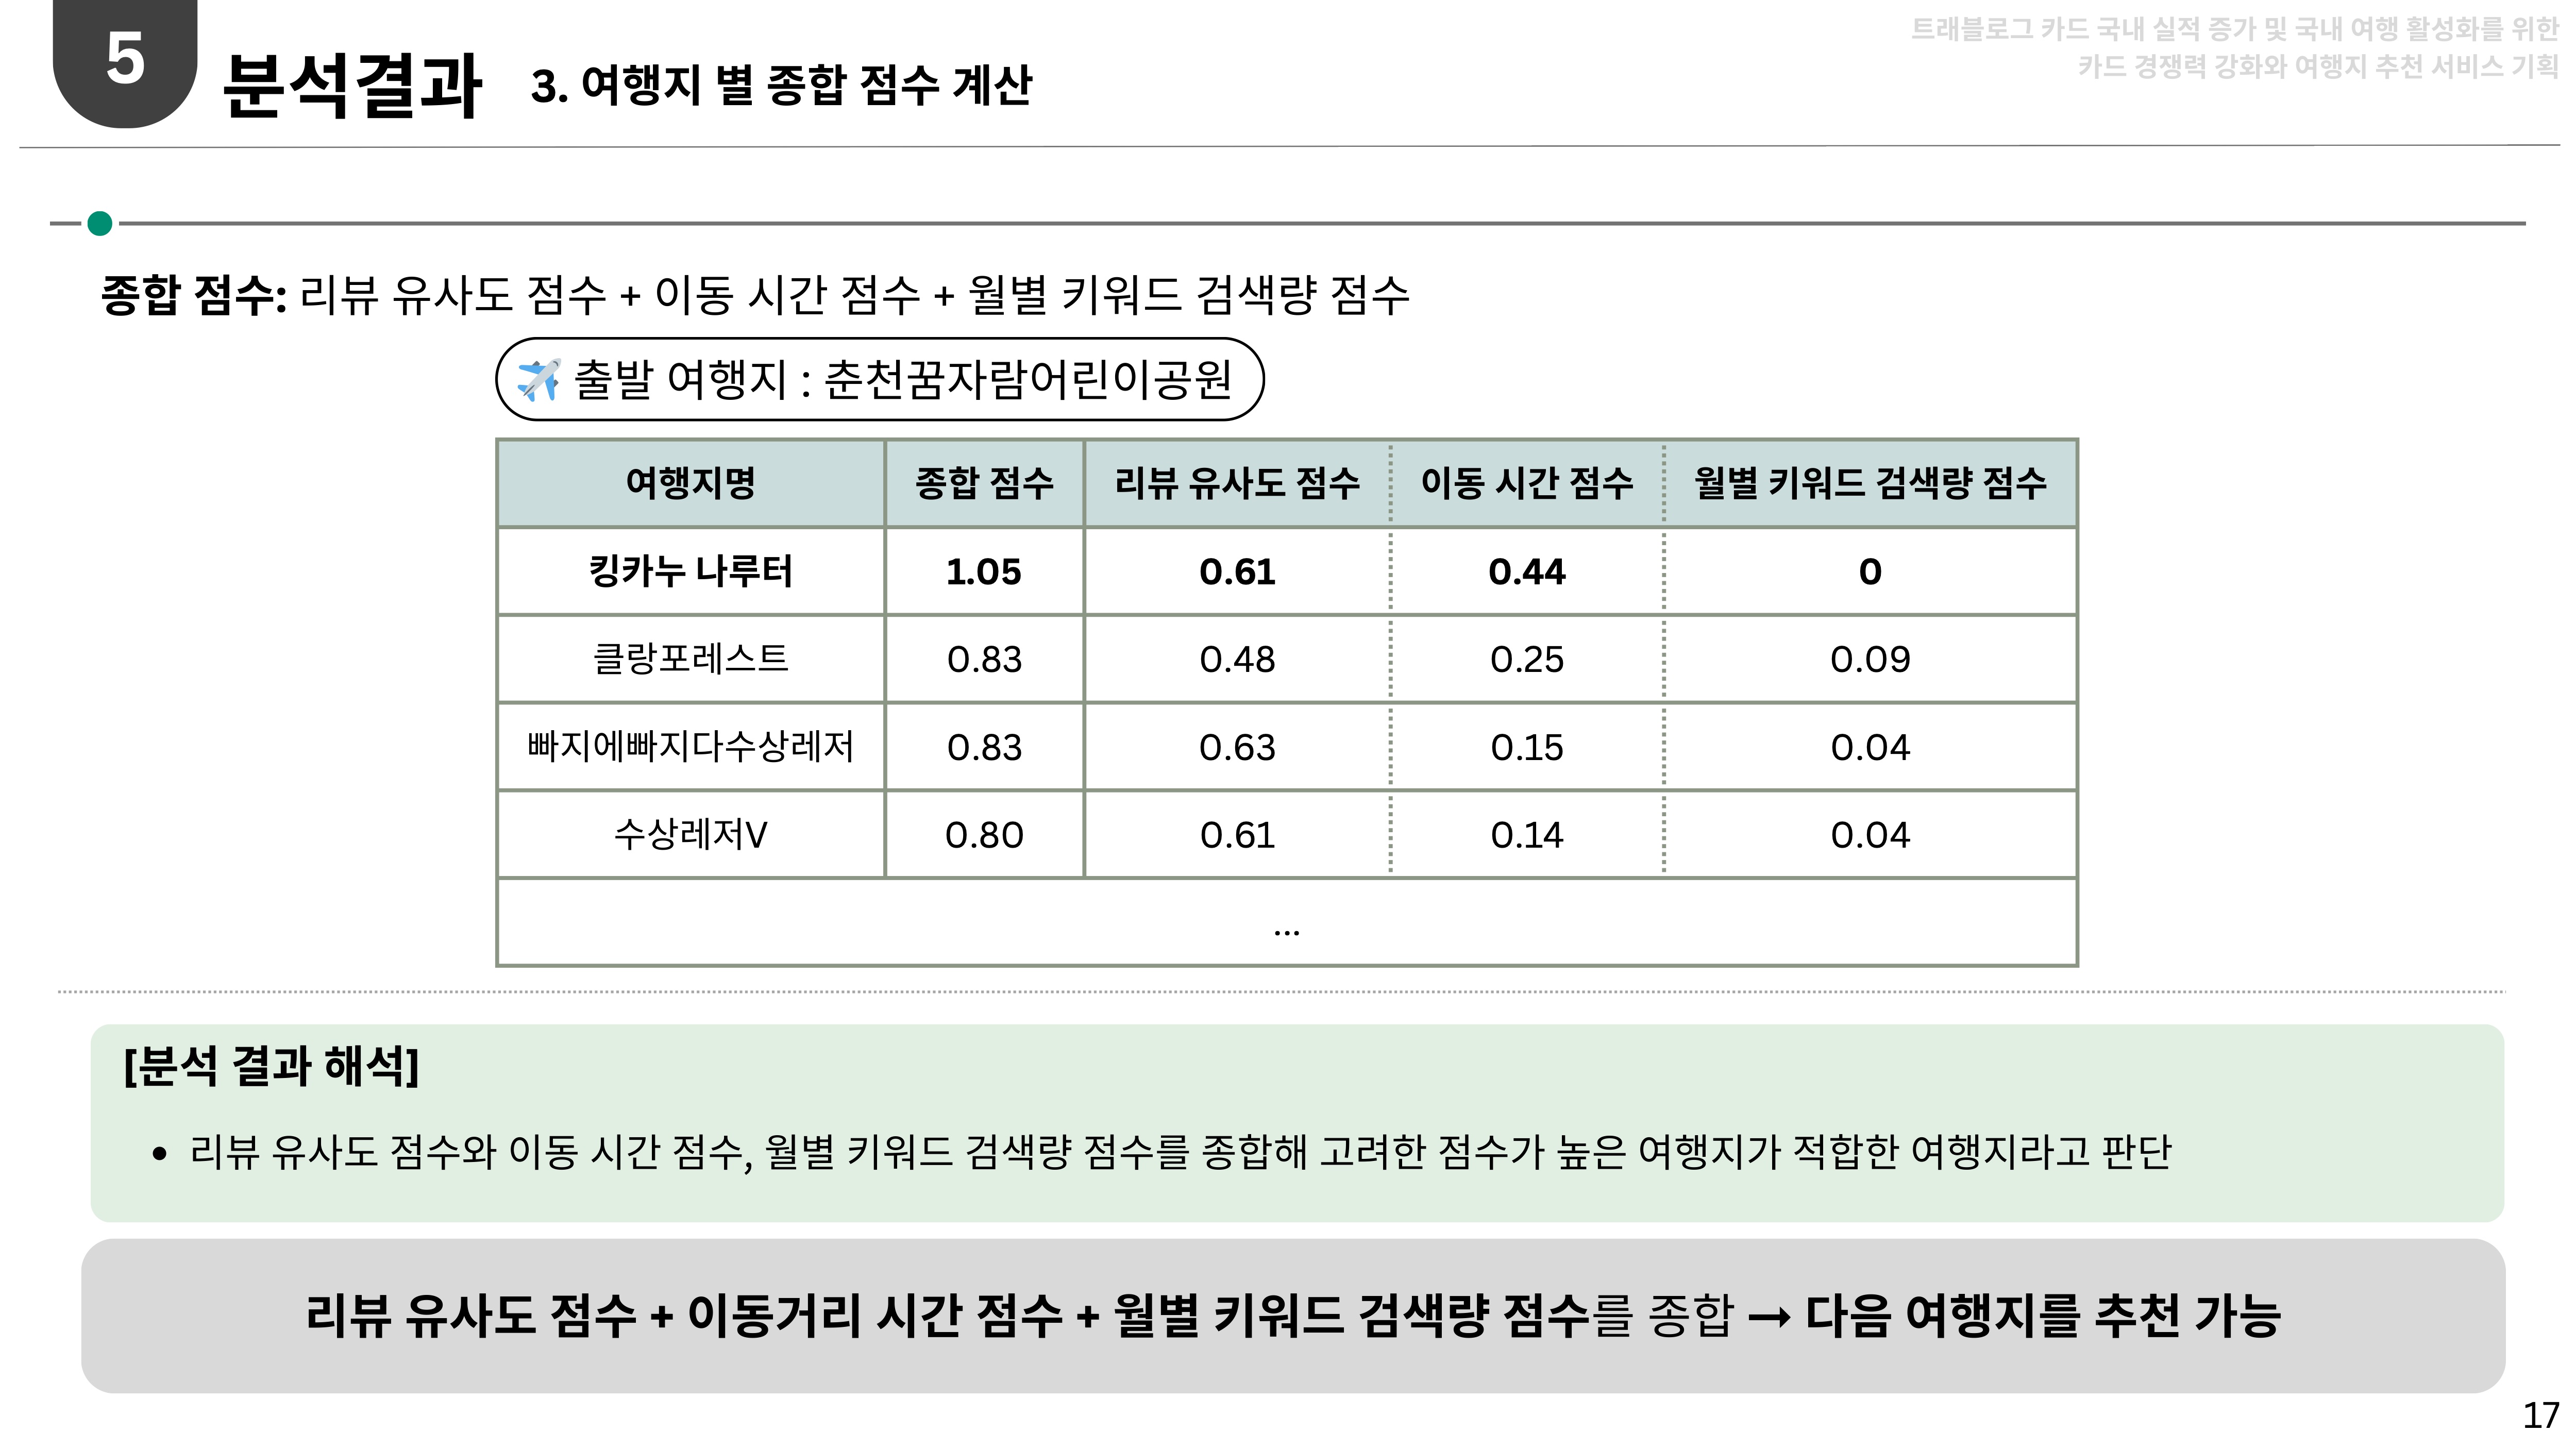 5
분석결과
3. 여행지 별 종합 점수 계산
트래블로그 카드 국내 실적 증가 및 국내 여행 활성화를 위한
카드 경쟁력 강화와 여행지 추천 서비스 기획
종합 점수: 리뷰 유사도 점수 + 이동 시간 점수 + 월별 키워드 검색량 점수
✈️ 출발 여행지 : 춘천꿈자람어린이공원
여행지명 종합 점수 리뷰 유사도 점수 이동 시간 점수 월별 키워드 검색량 점수
킹카누 나루터 1.05 0.61 0.44 0
클랑포레스트 0.83 0.48 0.25 0.09
빠지에빠지다수상레저 0.83 0.63 0.15 0.04
수상레저V 0.80 0.61 0.14 0.04
...
[분석 결과 해석]
• 리뷰 유사도 점수와 이동 시간 점수, 월별 키워드 검색량 점수를 종합해 고려한 점수가 높은 여행지가 적합한 여행지라고 판단
리뷰 유사도 점수 + 이동거리 시간 점수 + 월별 키워드 검색량 점수를 종합 → 다음 여행지를 추천 가능
17